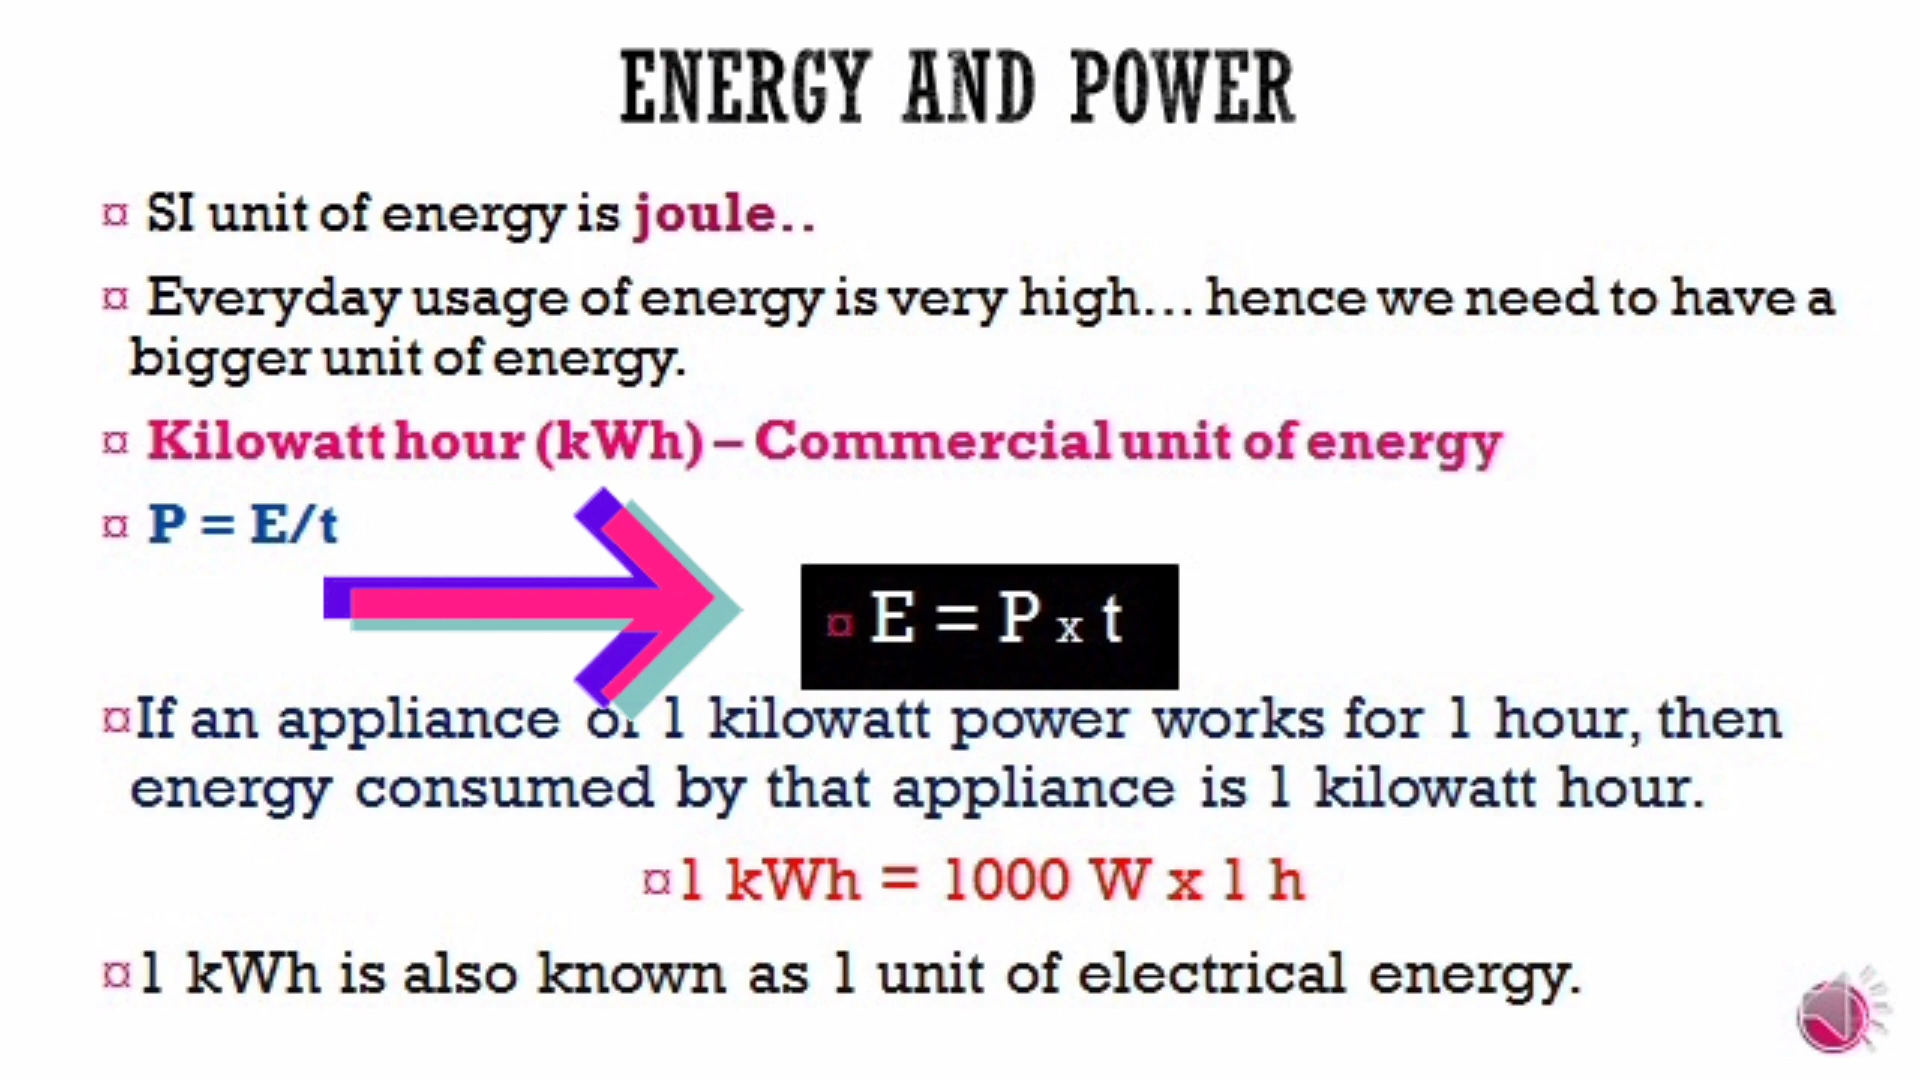 ENERGY AND POWER
¤ SI unit of energy is joule..
¤ Everyday usage of energy is very high... hence we need to have a
bigger unit of energy.
¤ Kilowatt hour (kWh) – Commercial unit of energy
¤ P = E/t
¤ E = P x t
¤If an appliance of 1 kilowatt power works for 1 hour, then
energy consumed by that appliance is 1 kilowatt hour.
¤1 kWh = 1000 W x 1 h
¤1 kWh is also known as 1 unit of electrical energy.